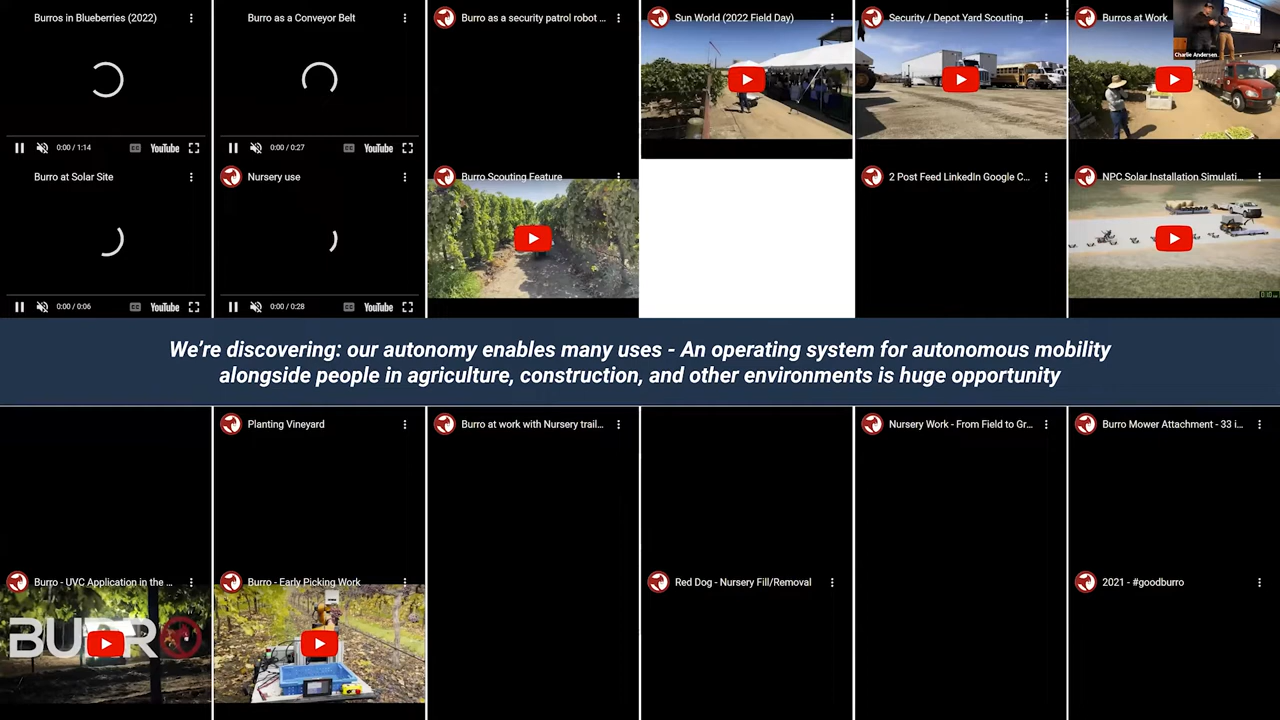 Burros in Blueberries (2022)
Burro as a Conveyor Belt
Burro as a security patrol robot ...
Sun World (2022 Field Day)
Security / Depot Yard Scouting ...
Burros at Work
Charlie Andersen
0:00 / 1:14
CC
YouTube
0:00 / 0:27
CC
YouTube
Burro at Solar Site
Nursery use
Burro Scouting Feature
2 Post Feed LinkedIn Google C...
NPC Solar Installation Simulati...
0:00 / 0:06
CC
YouTube
0:00 / 0:28
CC
YouTube
We're discovering: our autonomy enables many uses - An operating system for autonomous mobility
alongside people in agriculture, construction, and other environments is huge opportunity
Planting Vineyard
Burro at work with Nursery trail...
Nursery Work - From Field to Gr...
Burro Mower Attachment - 33 i...
Burro - UVC Application in the ...
Burro - Early Picking Work
Red Dog - Nursery Fill/Removal
2021 - #goodburro
BURRO